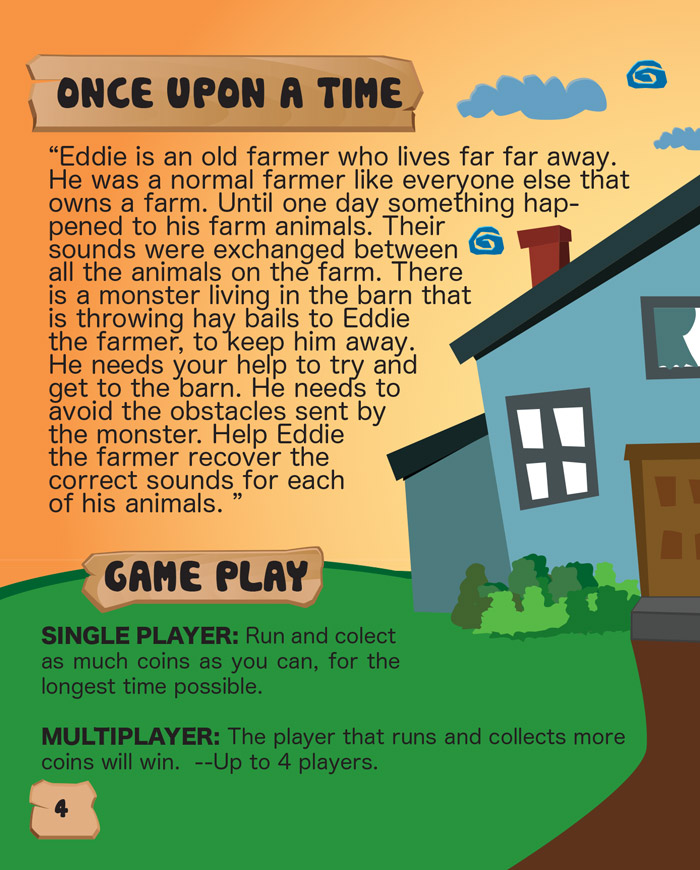 ONCE UPON A TIME
“Eddie is an old farmer who lives far far away.
He was a normal farmer like everyone else that
owns a farm. Until one day something hap-
pened to his farm animals. Their
sounds were exchanged between
all the animals on the farm. There
is a monster living in the barn that
is throwing hay bails to Eddie
the farmer, to keep him away.
He needs your help to try and
get to the barn. He needs to
avoid the obstacles sent by
the monster. Help Eddie
the farmer recover the
correct sounds for each
of his animals. ”
GAME PLAY
SINGLE PLAYER: Run and colect
as much coins as you can, for the
longest time possible.
MULTIPLAYER: The player that runs and collects more
coins will win.  --Up to 4 players.
4